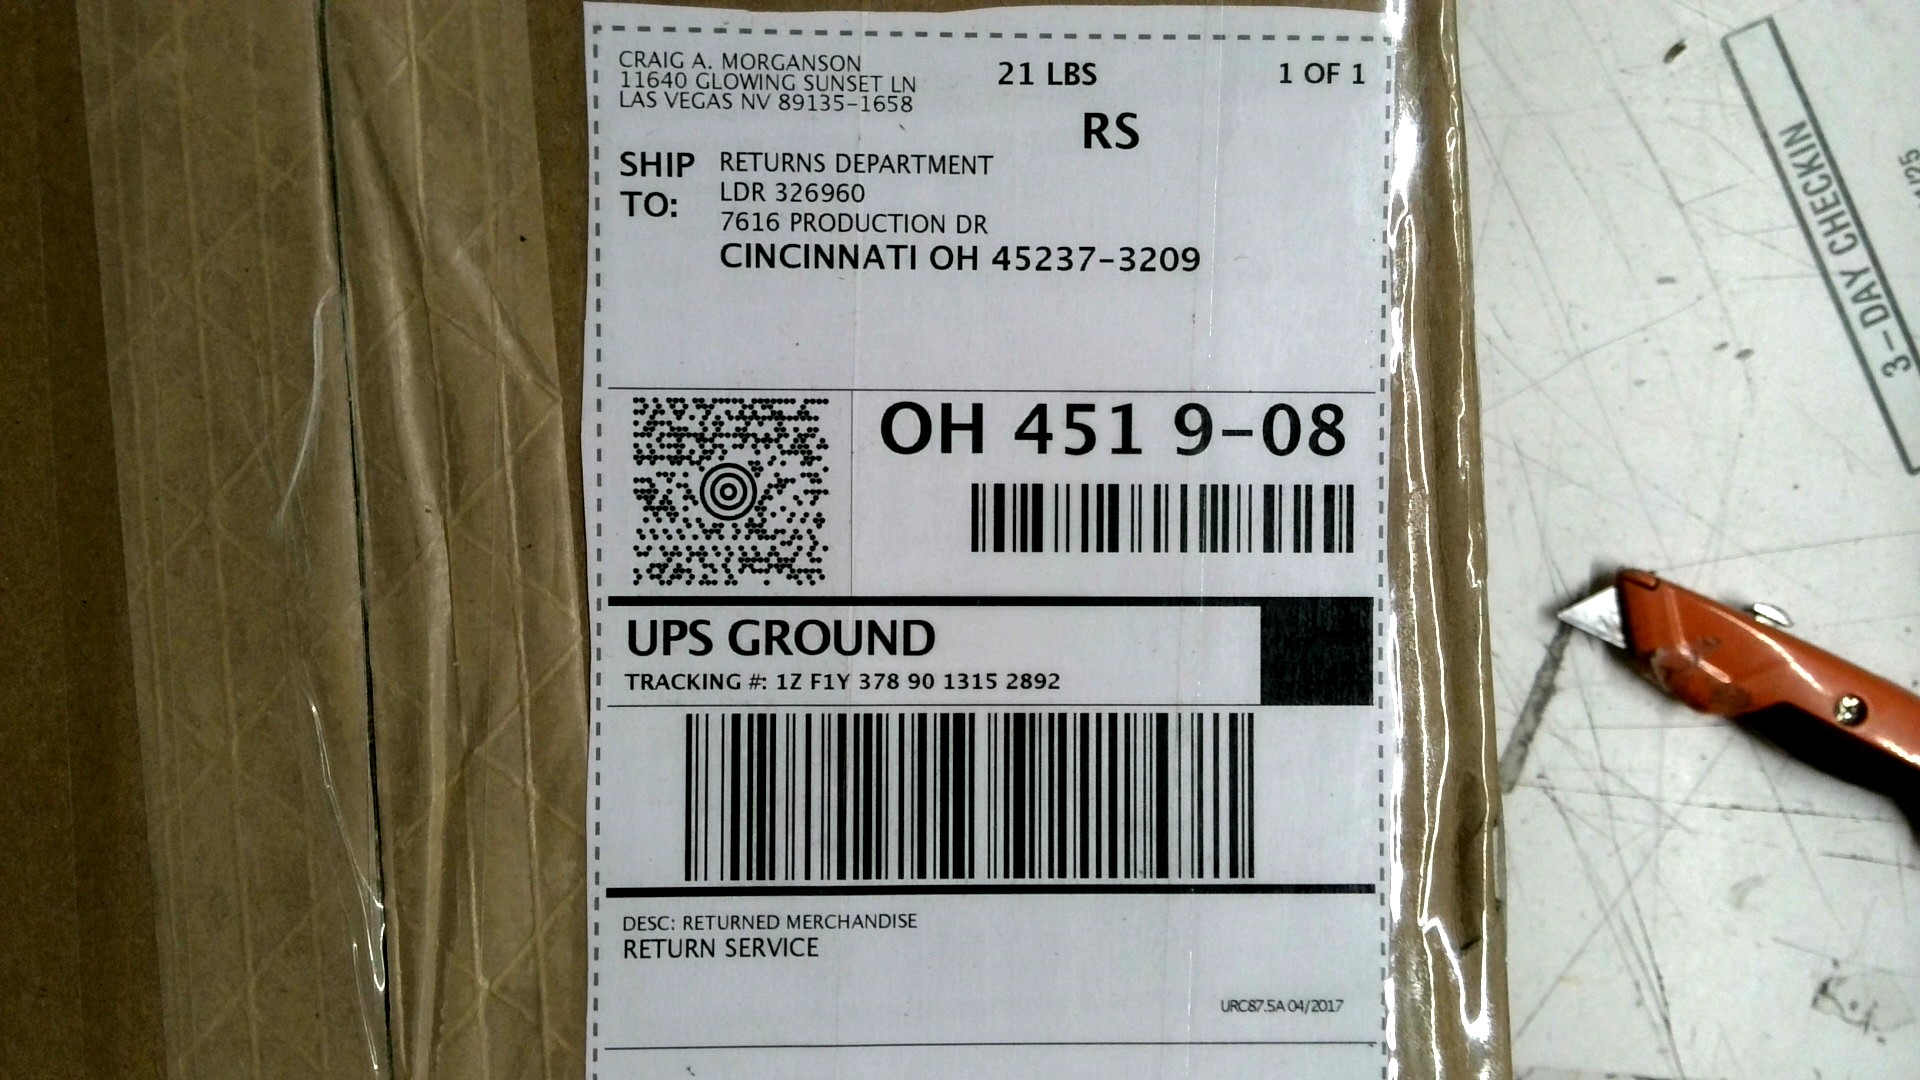 CRAIG A. MORGANSON
11640 GLOWING SUNSET LN
LAS VEGAS NV 89135-1658
21 LBS
1 OF 1
RS
SHIP TO:
RETURNS DEPARTMENT
LDR 326960
7616 PRODUCTION DR
CINCINNATI OH 45237-3209
OH 451 9-08
UPS GROUND
TRACKING #: 1Z F1Y 378 90 1315 2892
DESC: RETURNED MERCHANDISE
RETURN SERVICE
URC87.5A 04/2017
3-DAY CHECKIN